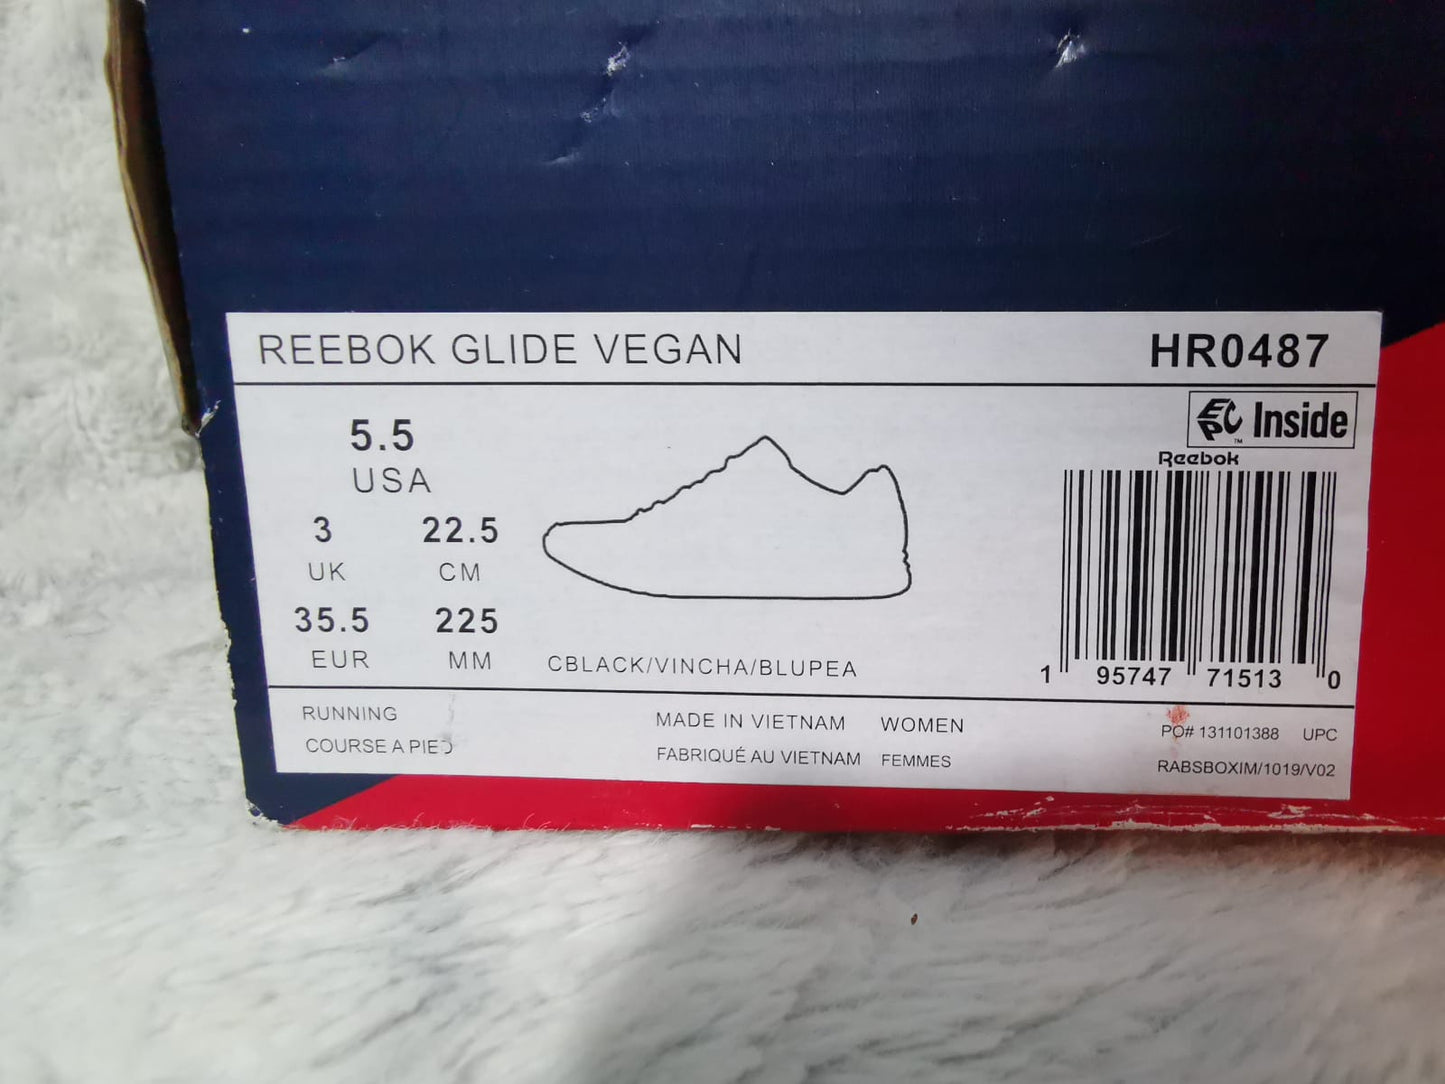 REEBOK GLIDE VEGAN HR0487
5.5
USA
3 22.5
UK CM
35.5 225
EUR MM
CBLACK/VINCHA/BLUPEA
EPC Inside
TM
Reebok
1 95747 71513 0
RUNNING MADE IN VIETNAM WOMEN PO# 131101388 UPC
COURSE A PIED FABRIQUÉ AU VIETNAM FEMMES RABSBOXIM/1019/V02